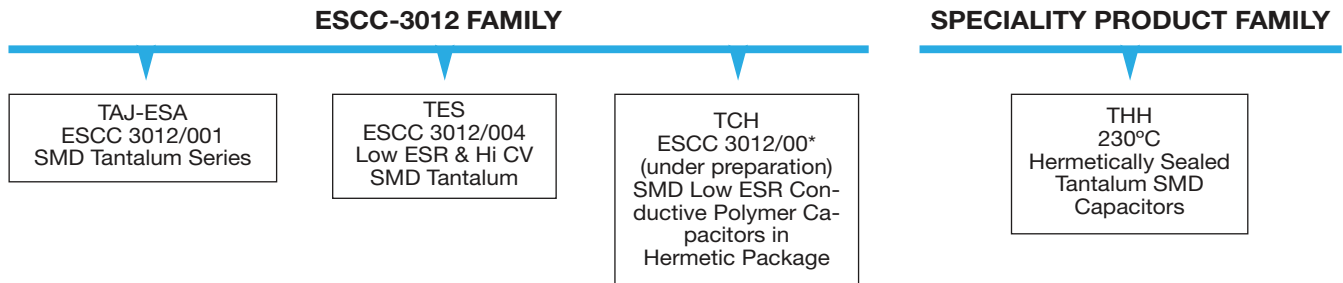 ESCC-3012 FAMILY
SPECIALITY PRODUCT FAMILY
TAJ-ESA
ESCC 3012/001
SMD Tantalum Series
TES
ESCC 3012/004
Low ESR & Hi CV
SMD Tantalum
TCH
ESCC 3012/00*
(under preparation)
SMD Low ESR Con-
ductive Polymer Ca-
pacitors in
Hermetic Package
THH
230ºC
Hermetically Sealed
Tantalum SMD
Capacitors